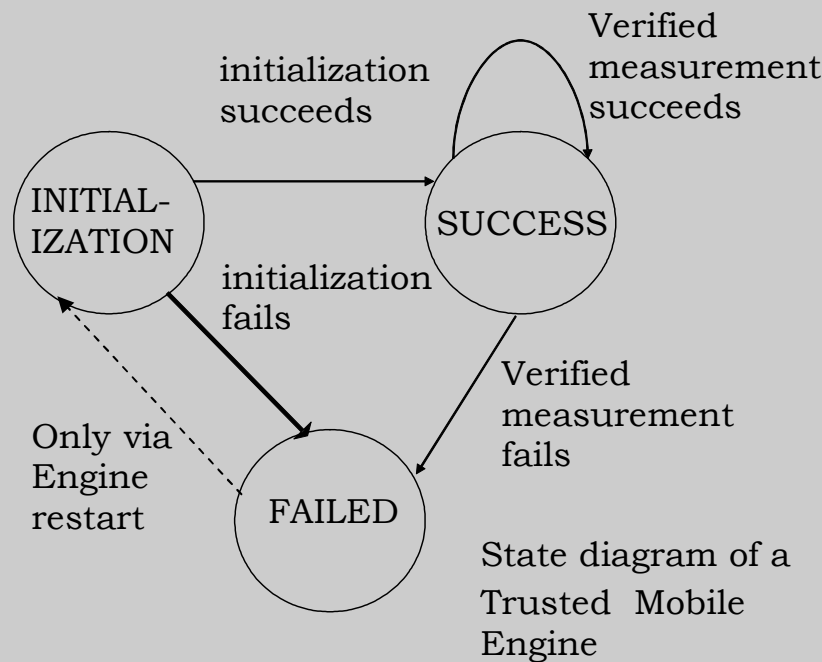 initialization
succeeds
Verified
measurement
succeeds
INITIAL-
IZATION
SUCCESS
initialization
fails
Verified
measurement
fails
Only via
Engine
restart
FAILED
State diagram of a
Trusted Mobile
Engine